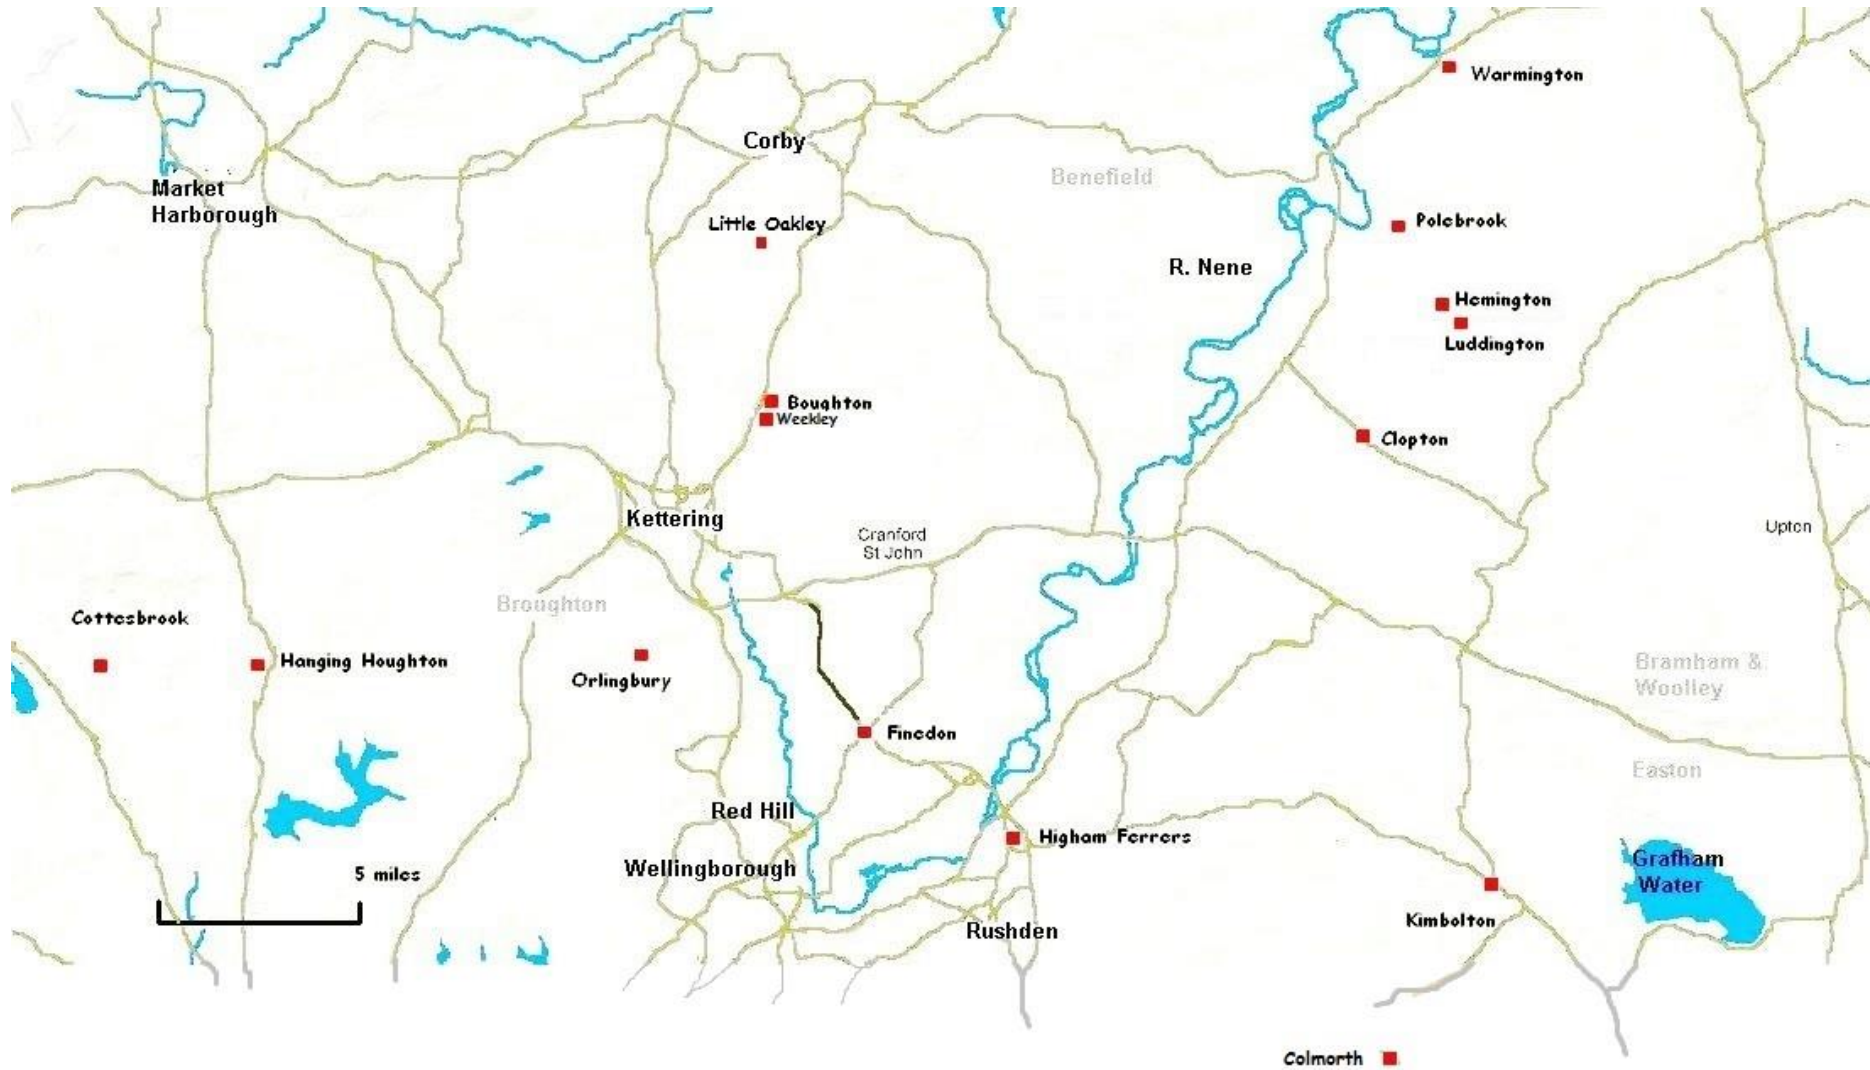 Warmington
Corby
Benefield
Market
Harborough
Little Oakley
Polebrook
R. Nene
Hemington
Luddington
Boughton
Weekley
Clopton
Kettering
Cranford
St John
Upton
Broughton
Cottesbrook
Hanging Houghton
Orlingbury
Bramham &
Woolley
Finedon
Easton
Red Hill
Higham Ferrers
Wellingborough
Grafham
Water
5 miles
Kimbolton
Rushden
Colmorth